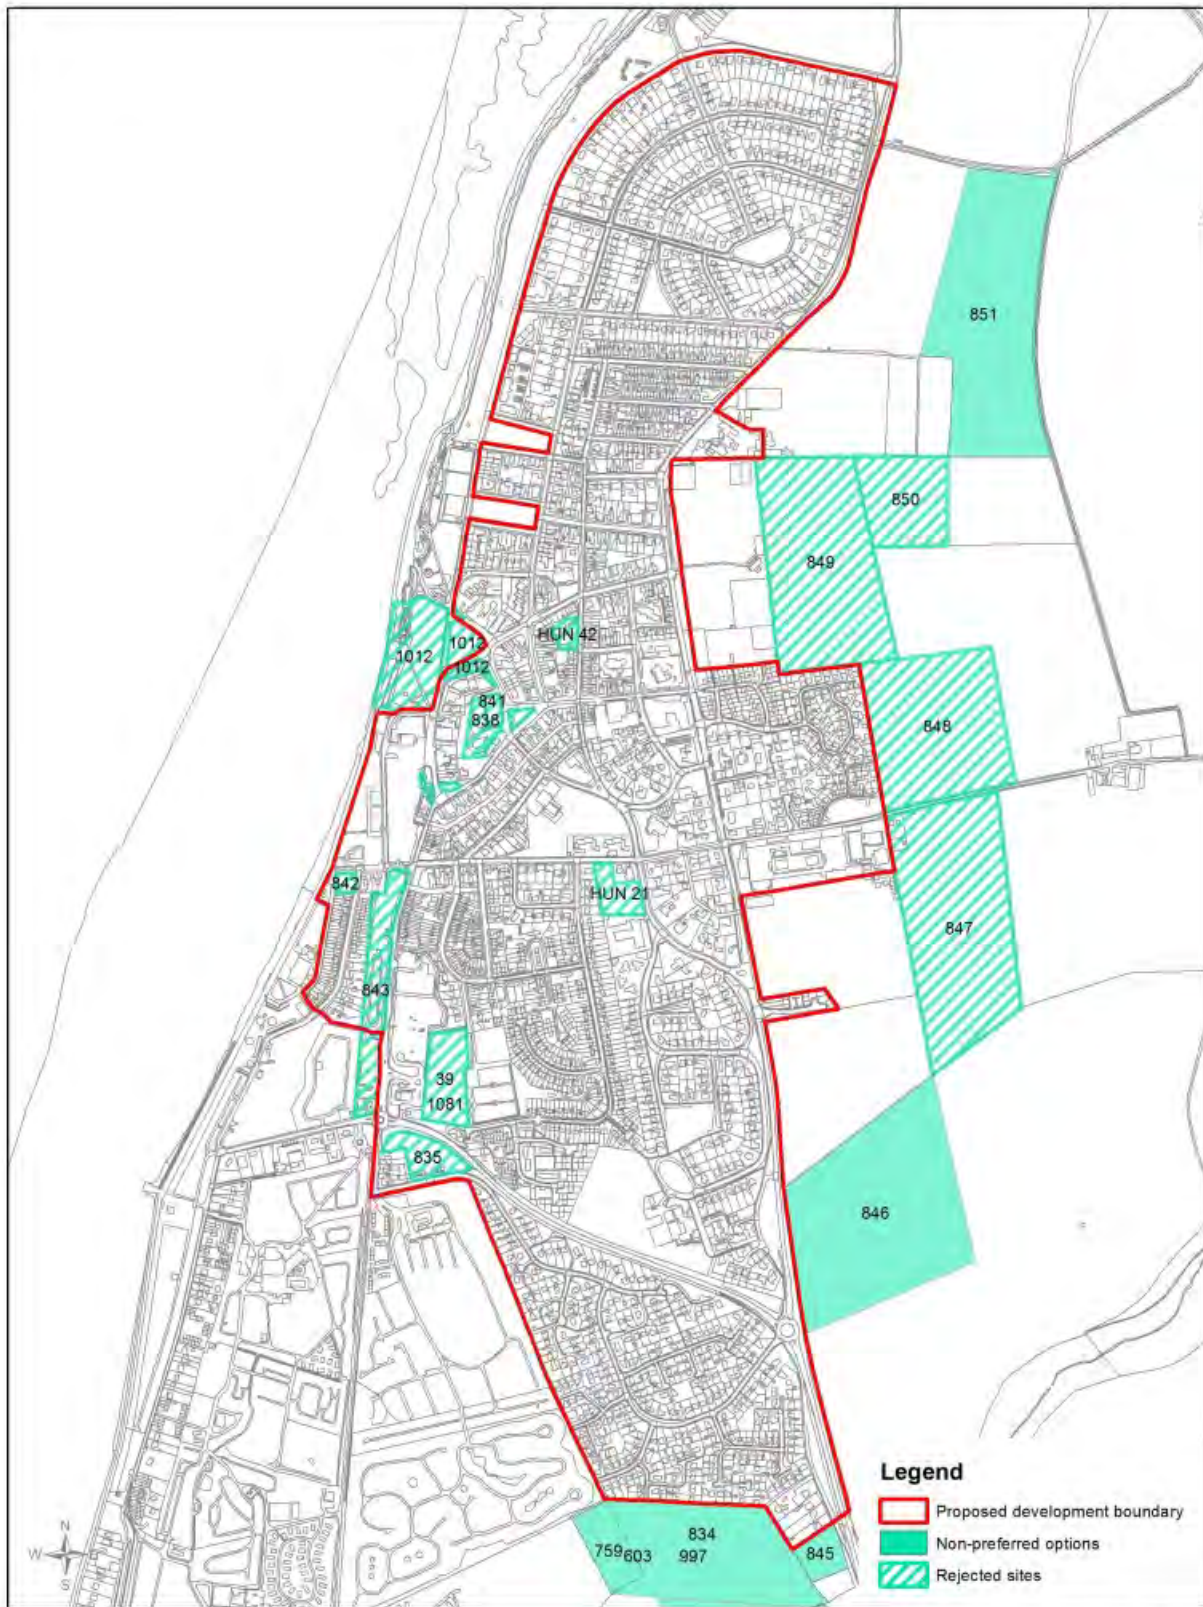 851
850
849
HUN 42
1012
1012
1012
841
838
848
842
HUN 21
847
843
39
1081
835
846
Legend
Proposed development boundary
834
Non-preferred options
759 603 997
845
Rejected sites
N
W E
S